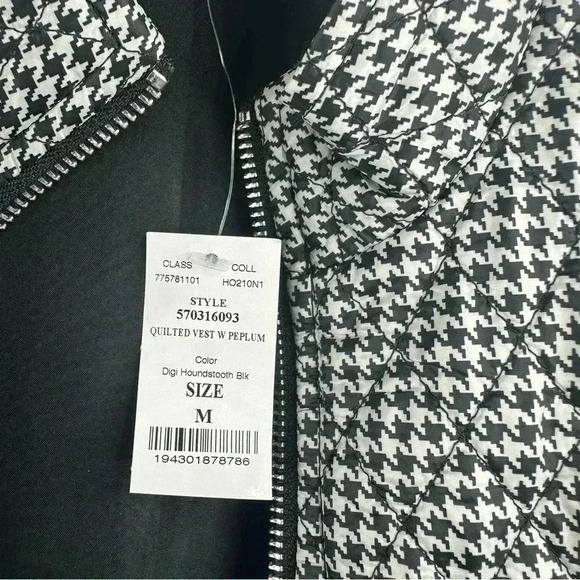 CLASS COLL
775781101 HO210N1
STYLE
570316093
QUILTED VEST W PEPLUM
Color
Digi Houndstooth Blk
SIZE
M
194301878786